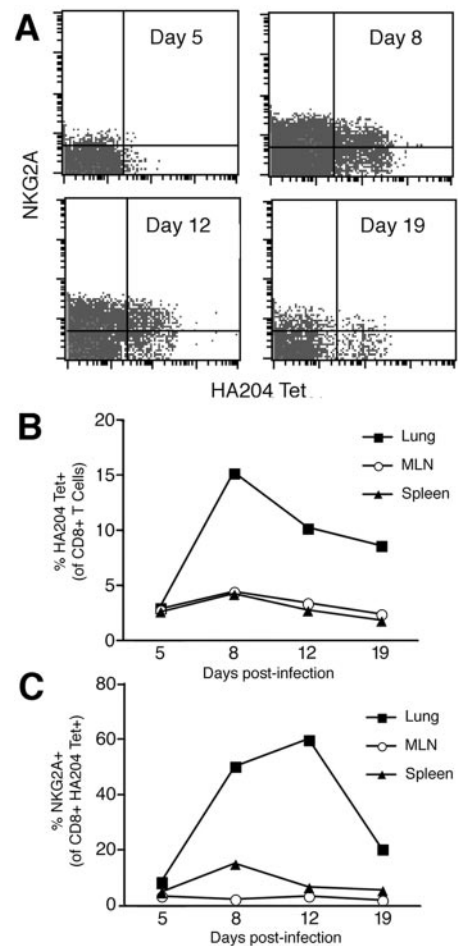 A
Day 5
Day 8
NKG2A
Day 12
Day 19
HA204 Tet
B
20
15
10
5
0
% HA204 Tet+
(of CD8+ T Cells)
Lung
MLN
Spleen
5 8 12 19
Days post-infection
C
80
60
40
20
0
% NKG2A+
(of CD8+ HA204 Tet+)
Lung
MLN
Spleen
5 8 12 19
Days post-infection